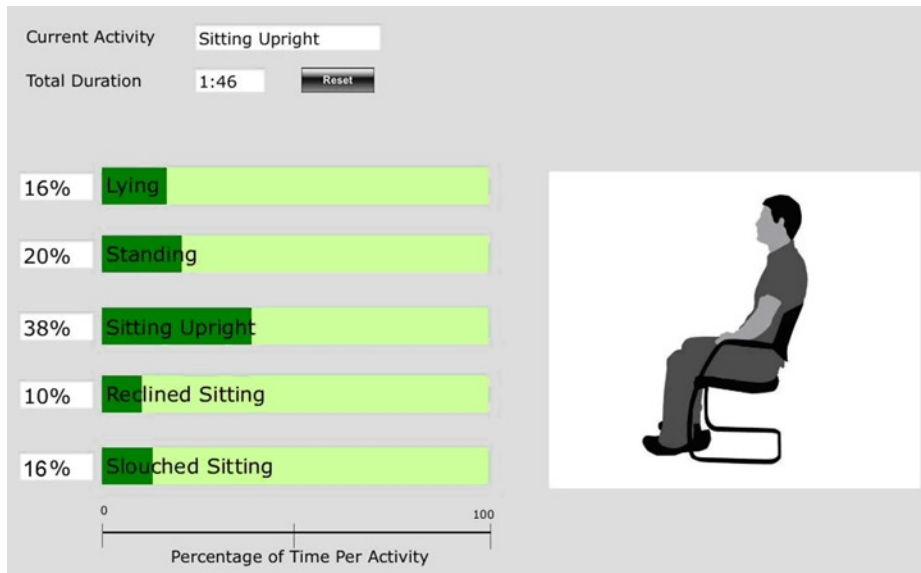 Current Activity Sitting Upright
Total Duration 1:46 Reset
16% Lying
20% Standing
38% Sitting Upright
10% Reclined Sitting
16% Slouched Sitting
0 100
Percentage of Time Per Activity